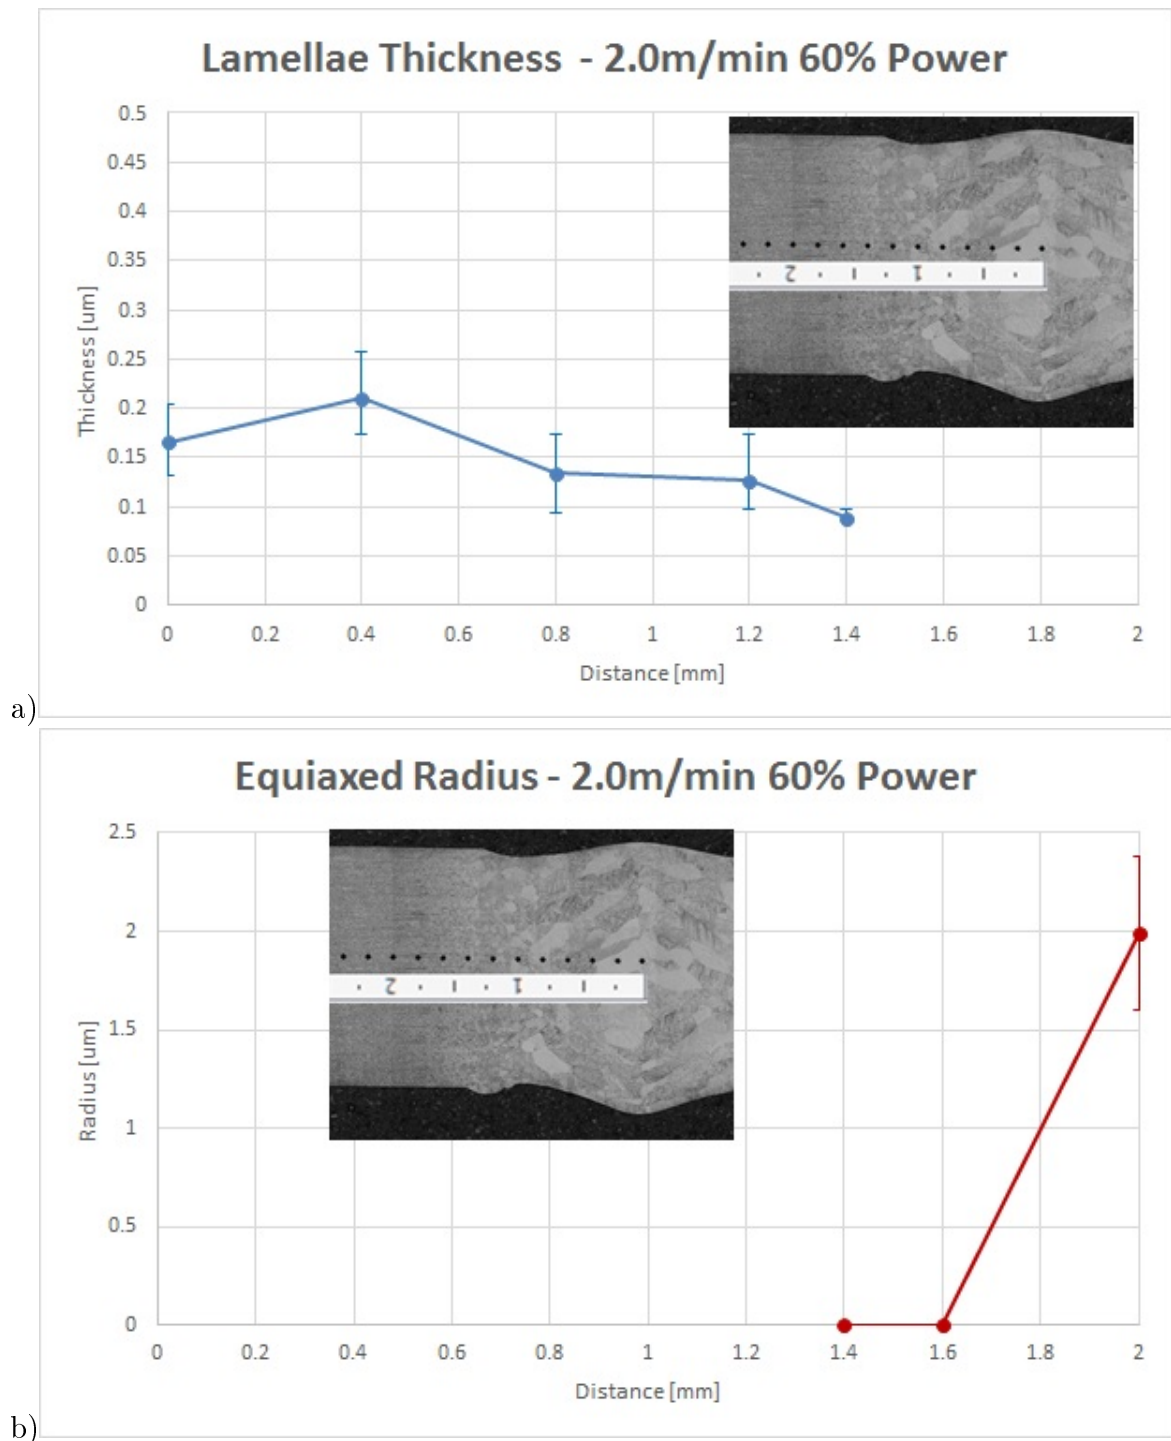 Lamellae Thickness - 2.0m/min 60% Power
0.5
0.45
0.4
0.35
0.3
0.25
0.2
0.15
0.1
0.05
0
Thickness [um]
2 1
0 0.2 0.4 0.6 0.8 1 1.2 1.4 1.6 1.8 2
Distance [mm]
a)
Equiaxed Radius - 2.0m/min 60% Power
2.5
2
1.5
1
0.5
0
Radius [um]
2 1
0 0.2 0.4 0.6 0.8 1 1.2 1.4 1.6 1.8 2
Distance [mm]
b)